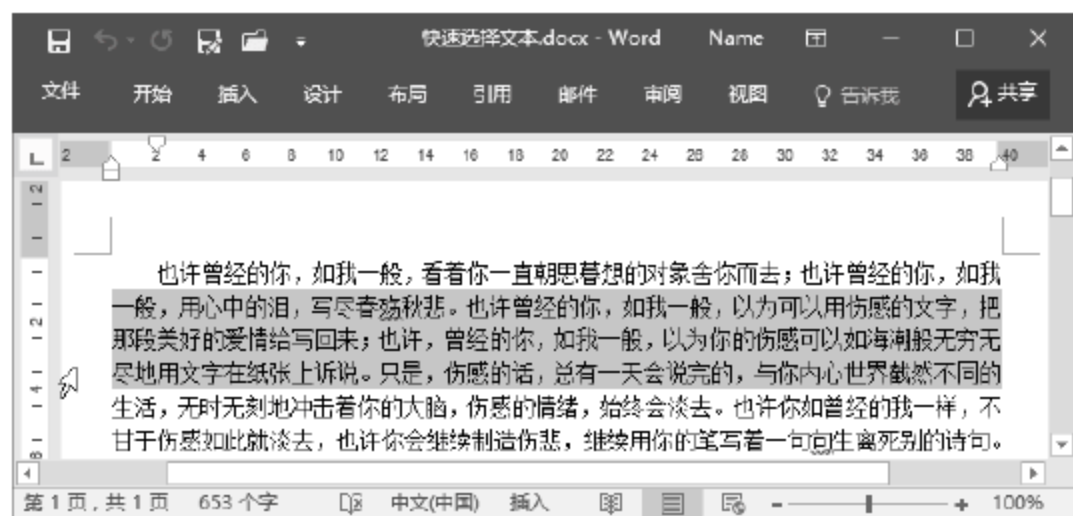 快速选择文本.docx - Word Name
文件 开始 插入 设计 布局 引用 邮件 审阅 视图 告诉我 共享
L 2 2 4 6 8 10 12 14 16 18 20 22 24 26 28 30 32 34 36 38 40
2
也许曾经的你，如我一般，看着你一直朝思暮想的对象舍你而去；也许曾经的你，如我
一般，用心中的泪，写尽春殇秋悲。也许曾经的你，如我一般，以为可以用伤感的文字，把
2
那段美好的爱情给写回来；也许，曾经的你，如我一般，以为你的伤感可以如海潮般无穷无
尽地用文字在纸张上诉说。只是，伤感的话，总有一天会说完的，与你内心世界截然不同的
4
生活，无时无刻地冲击着你的大脑，伤感的情绪，始终会淡去。也许你如曾经的我一样，不
甘于伤感如此就淡去，也许你会继续制造伤悲，继续用你的笔写着一句句生离死别的诗句。
6
第 1 页，共 1 页 653 个字 中文(中国) 插入 100%